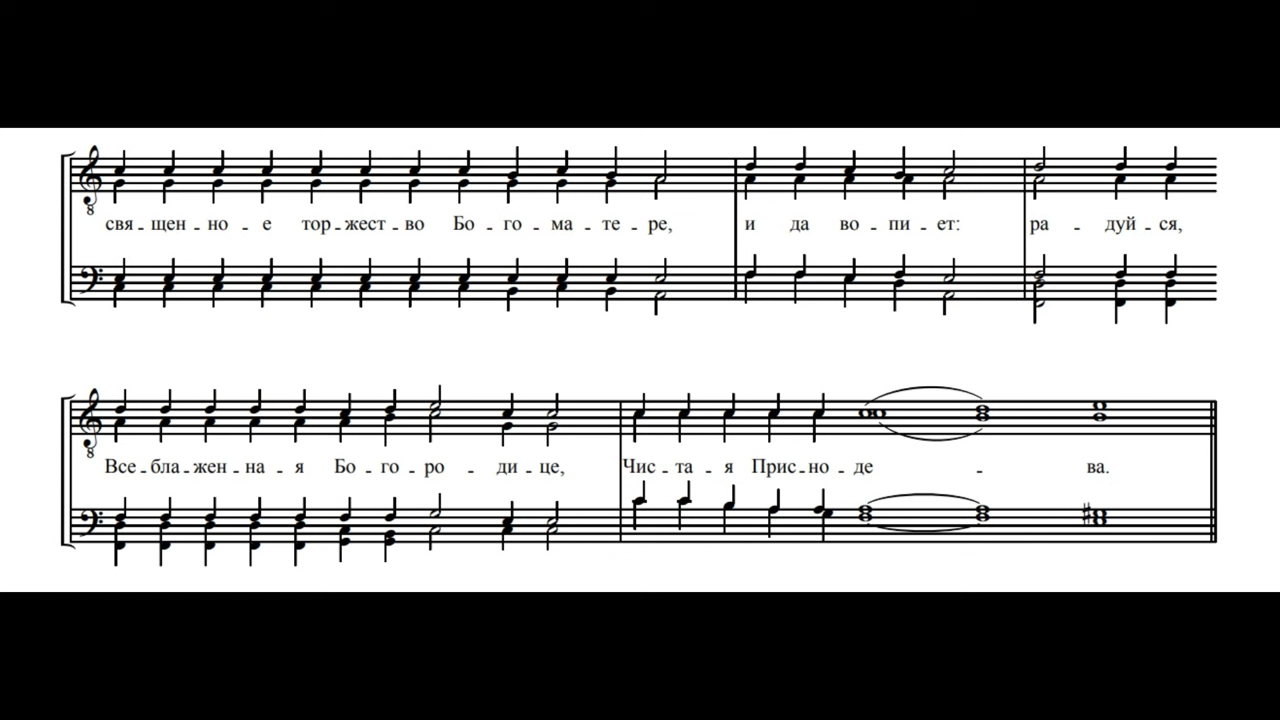 свя - щен - но - е тор - жест - во Бо - го - ма - те - ре, и да во - пи - ет: ра - дуй - ся,
Все - бла - жен - на - я Бо - го - ро - ди - це, Чис - та - я Прис - но - де - ва.